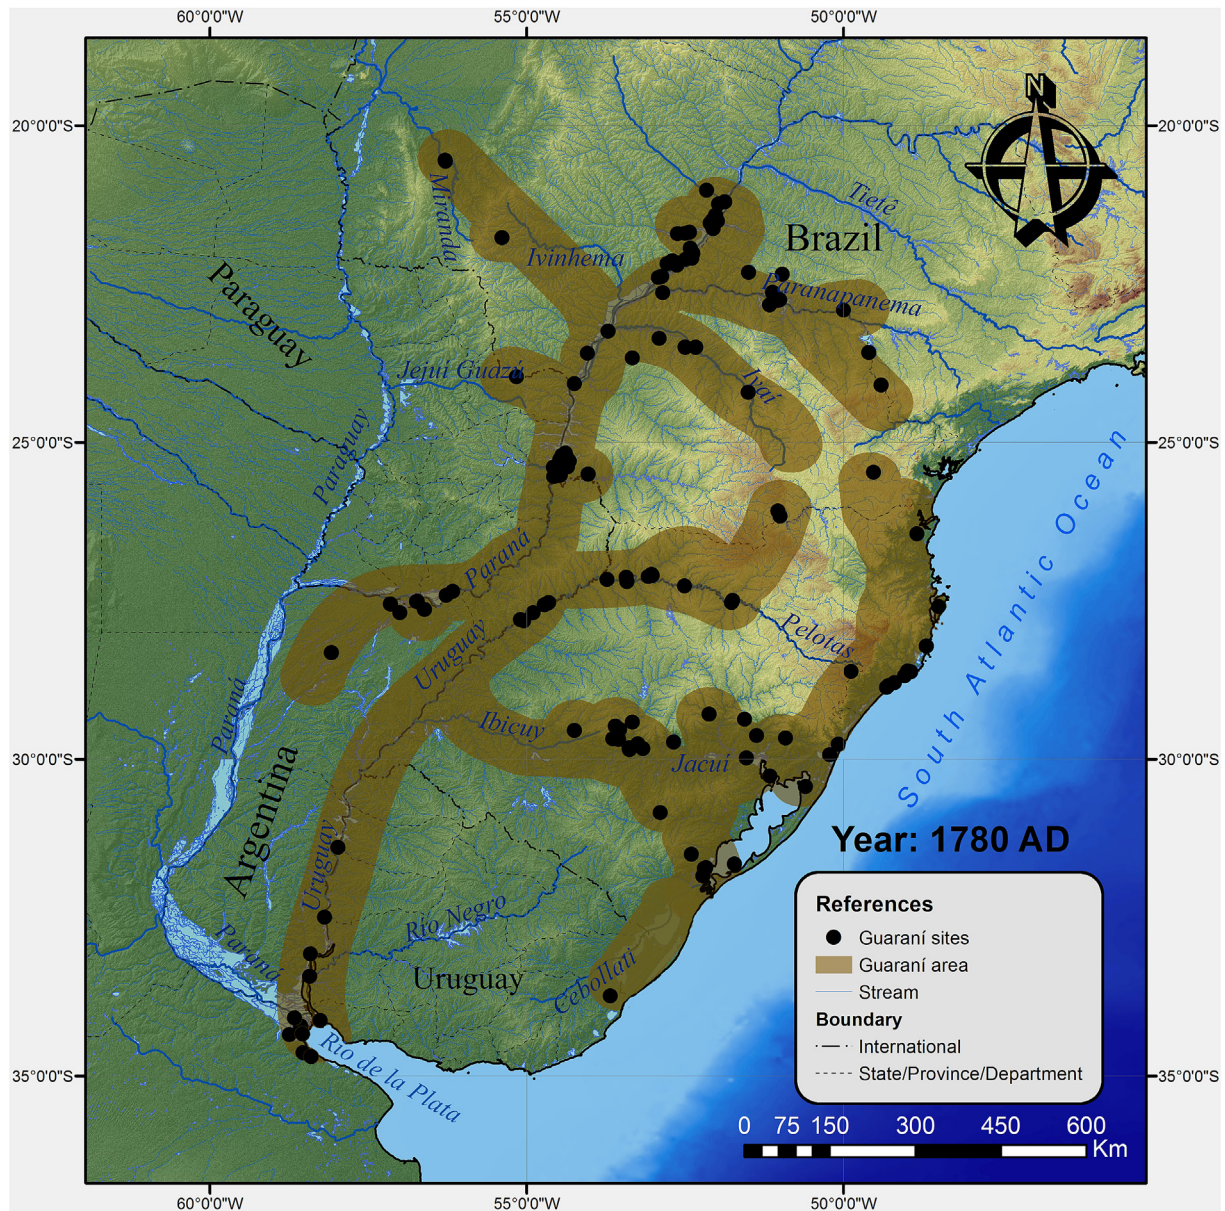 60°0'0"W
55°0'0"W
50°0'0"W
20°0'0"S
20°0'0"S
N
Miranda
Tietê
Brazil
Ivinhema
Paraguay
Paranapanema
Jejuí Guazú
Ivaí
Paraguay
25°0'0"S
25°0'0"S
South Atlantic Ocean
Paraná
Uruguay
Pelotas
Paraná
Ibicuy
Jacuí
30°0'0"S
30°0'0"S
Argentina
Year: 1780 AD
Uruguay
Río Negro
Paraná
Uruguay
Cebollatí
References
Guaraní sites
Guaraní area
Stream
Boundary
International
State/Province/Department
Río de la Plata
35°0'0"S
35°0'0"S
0 75 150 300 450 600
Km
60°0'0"W
55°0'0"W
50°0'0"W